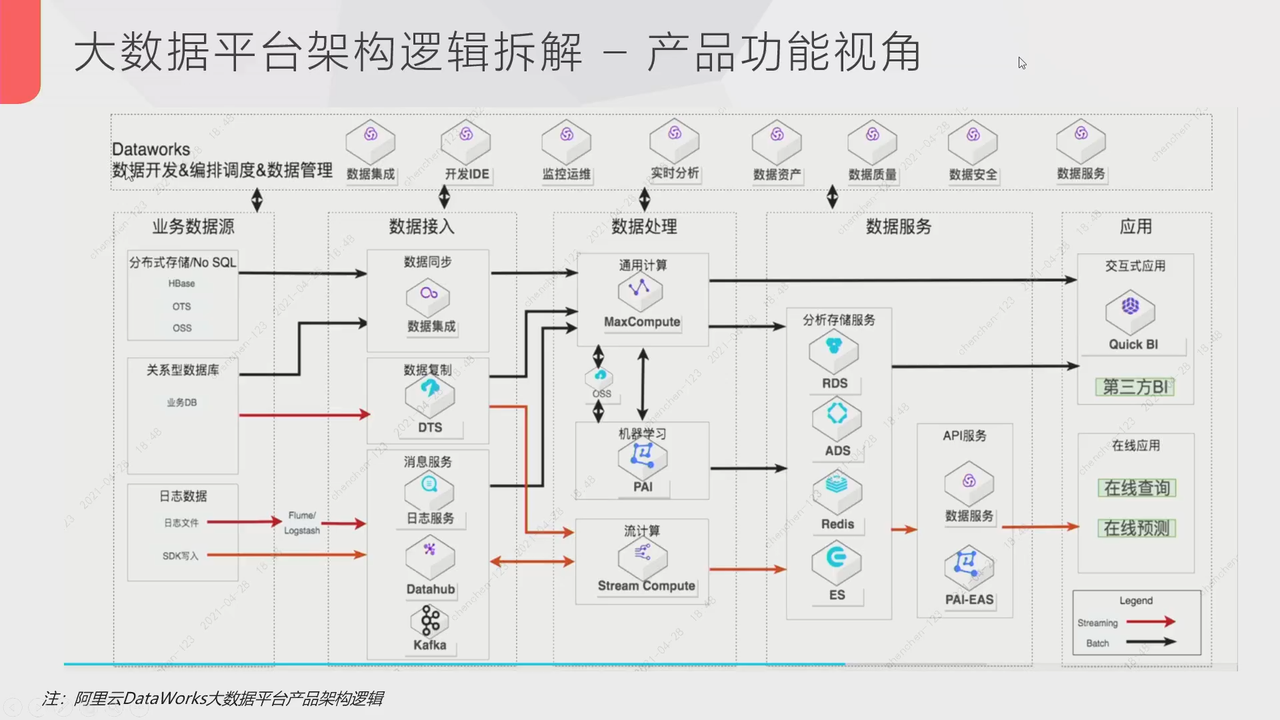 大数据平台架构逻辑拆解 – 产品功能视角
Dataworks
数据开发&编排调度&数据管理
数据集成
开发IDE
监控运维
实时分析
数据资产
数据质量
数据安全
数据服务
业务数据源
分布式存储/No SQL
HBase
OTS
OSS
关系型数据库
业务DB
日志数据
日志文件
SDK写入
Flume/
Logstash
数据接入
数据同步
数据集成
数据复制
DTS
消息服务
日志服务
Datahub
Kafka
数据处理
通用计算
MaxCompute
OSS
机器学习
PAI
流计算
Stream Compute
数据服务
分析存储服务
RDS
ADS
Redis
ES
API服务
数据服务
PAI-EAS
应用
交互式应用
Quick BI
第三方BI
在线应用
在线查询
在线预测
Legend
Streaming
Batch
注：阿里云DataWorks大数据平台产品架构逻辑